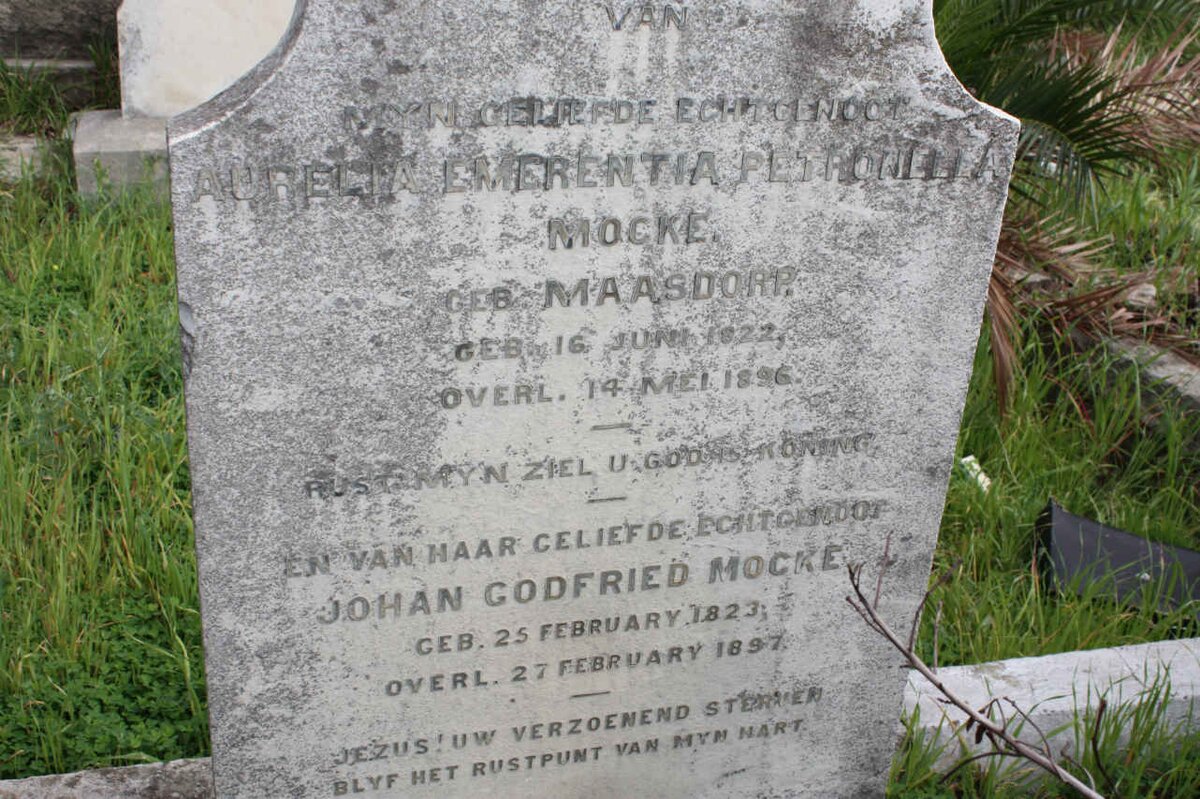 VAN
MYN GELIEFDE ECHTGENOOT
AURELIA EMERENTIA PETRONELLA
MOCKE,
GEB. MAASDORP,
GEB. 16 JUNI 1822,
OVERL. 14 MEI 1896.
RUST MYN ZIEL U GOD IS KONING,
EN VAN HAAR GELIEFDE ECHTGENOOT
JOHAN GODFRIED MOCKE
GEB. 25 FEBRUARY 1823,
OVERL. 27 FEBRUARY 1897.
JEZUS! UW VERZOENEND STERVEN
BLYF HET RUSTPUNT VAN MYN HART.